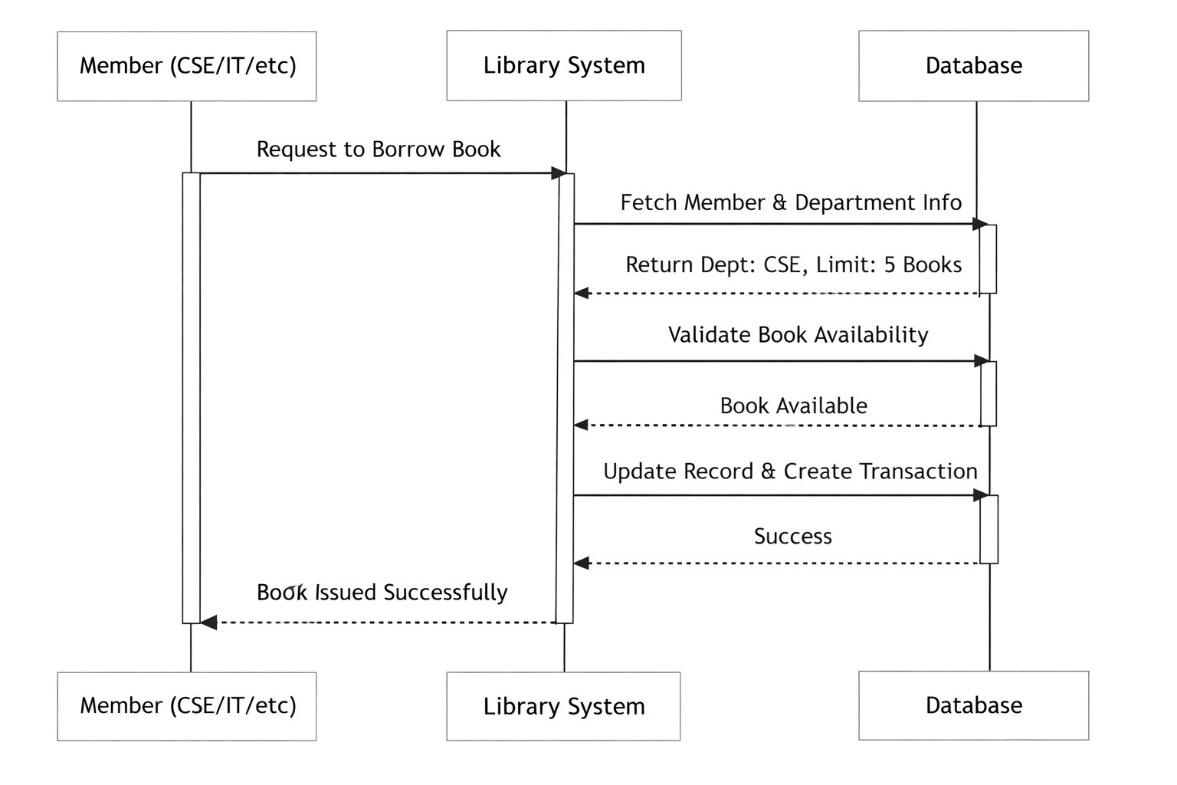 Member (CSE/IT/etc)
Library System
Database
Request to Borrow Book
Fetch Member & Department Info
Return Dept: CSE, Limit: 5 Books
Validate Book Availability
Book Available
Update Record & Create Transaction
Success
Book Issued Successfully
Member (CSE/IT/etc)
Library System
Database